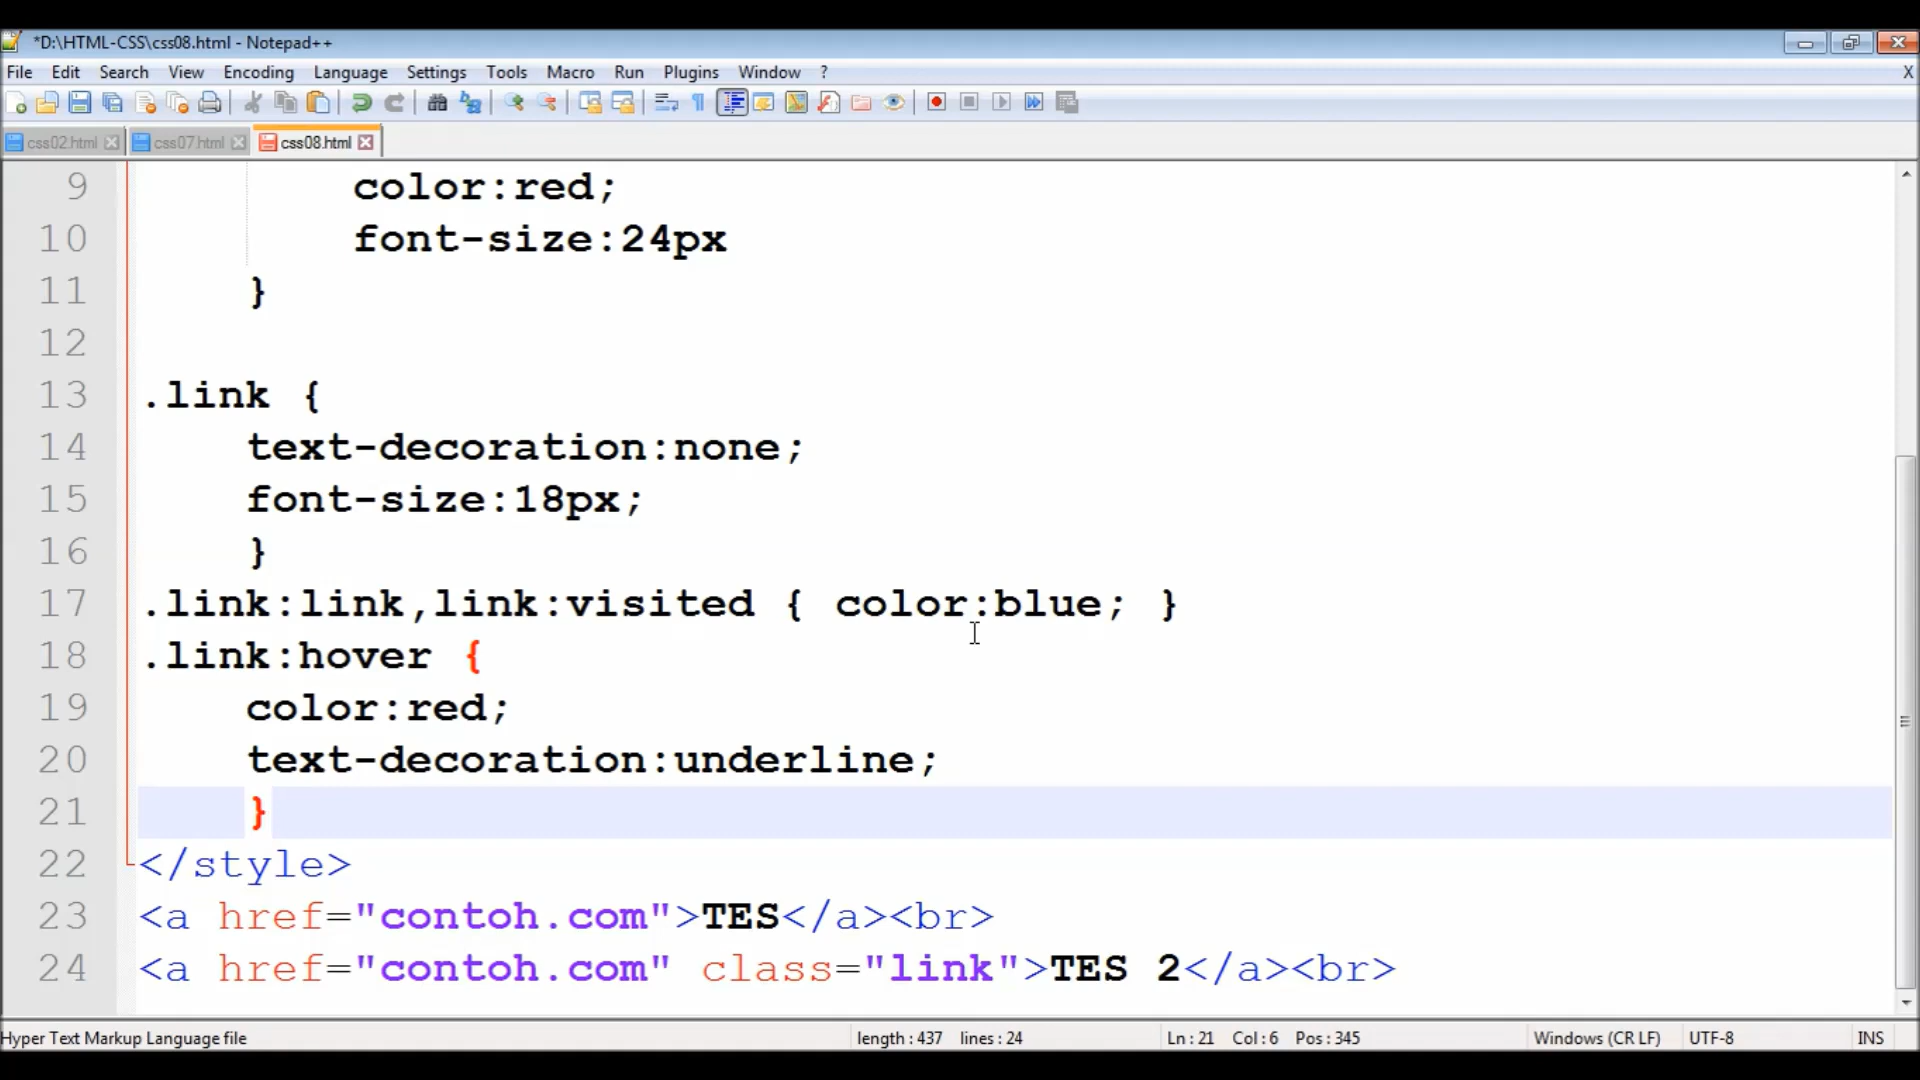 *D:\HTML-CSS\css08.html - Notepad++
File Edit Search View Encoding Language Settings Tools Macro Run Plugins Window ? X
css02.html css07.html css08.html
9 color:red;
10 font-size:24px
11 }
12
13 .link {
14 text-decoration:none;
15 font-size:18px;
16 }
17 .link:link,link:visited { color:blue; }
18 .link:hover {
19 color:red;
20 text-decoration:underline;
21 }
22 </style>
23 <a href="contoh.com">TES</a><br>
24 <a href="contoh.com" class="link">TES 2</a><br>
Hyper Text Markup Language file length : 437 lines : 24 Ln : 21 Col : 6 Pos : 345 Windows (CR LF) UTF-8 INS